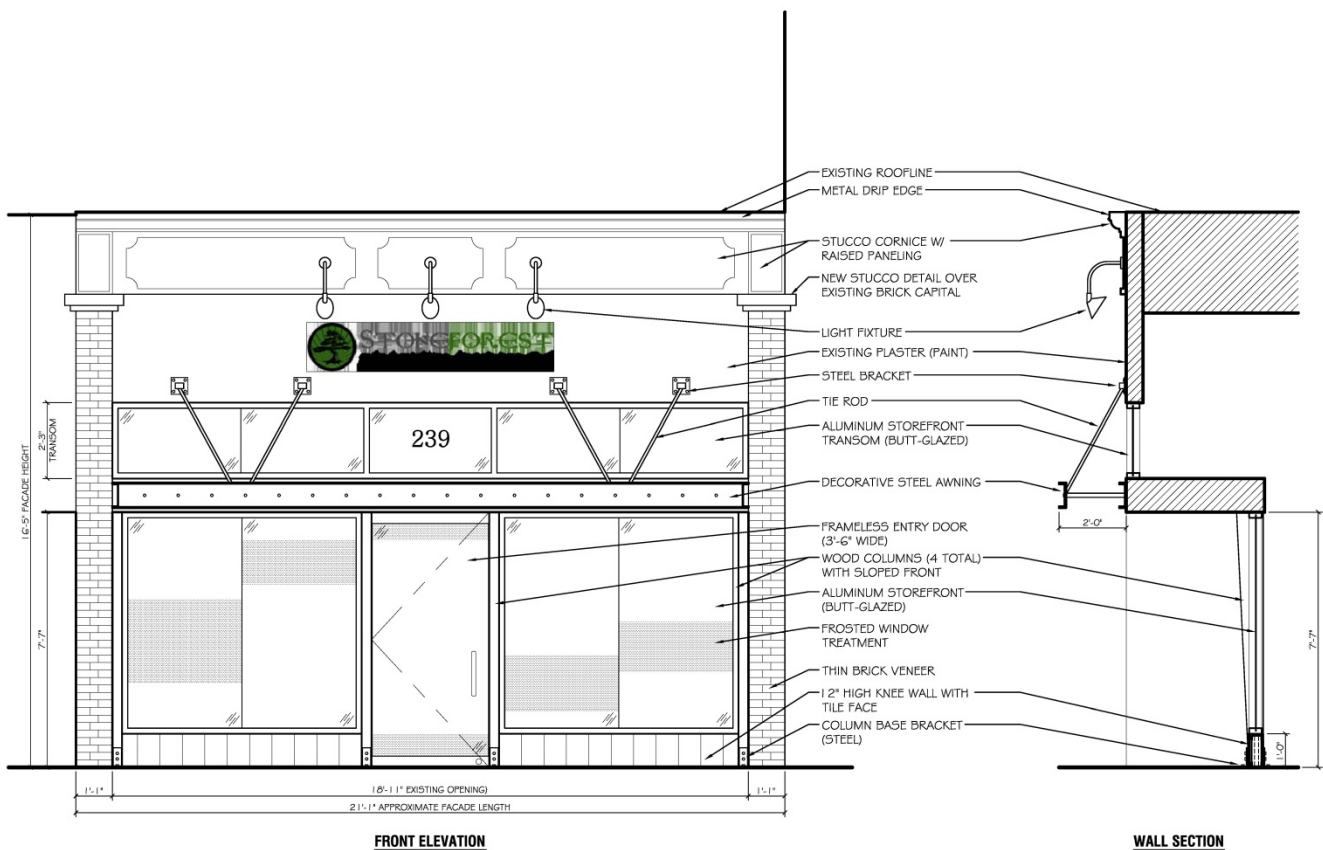 EXISTING ROOFLINE
METAL DRIP EDGE
STUCCO CORNICE W/
RAISED PANELING
NEW STUCCO DETAIL OVER
EXISTING BRICK CAPITAL
LIGHT FIXTURE
EXISTING PLASTER (PAINT)
STEEL BRACKET
TIE ROD
ALUMINUM STOREFRONT
TRANSOM (BUTT-GLAZED)
DECORATIVE STEEL AWNING
FRAMELESS ENTRY DOOR
(3'-6" WIDE)
WOOD COLUMNS (4 TOTAL)
WITH SLOPED FRONT
ALUMINUM STOREFRONT
(BUTT-GLAZED)
FROSTED WINDOW
TREATMENT
THIN BRICK VENEER
12" HIGH KNEE WALL WITH
TILE FACE
COLUMN BASE BRACKET
(STEEL)
STONEFOREST
239
16'-5" FACADE HEIGHT
2'-3"
TRANSOM
7'-7"
1'-1"
18'-11" EXISTING OPENING)
1'-1"
21'-1" APPROXIMATE FACADE LENGTH
2'-0"
7'-7"
1'-0"
FRONT ELEVATION
WALL SECTION